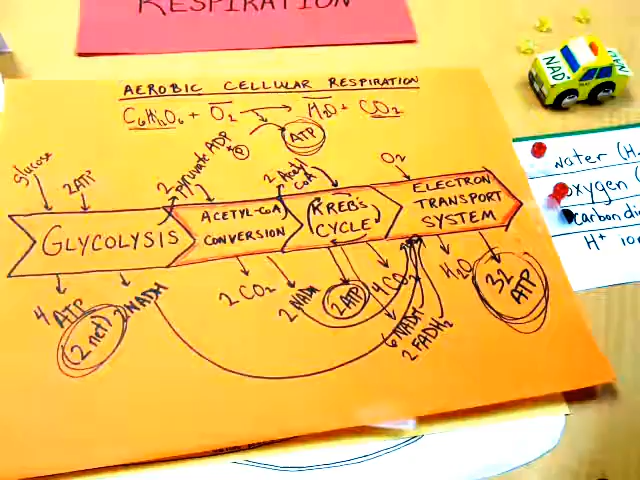 RESPIRATION
AEROBIC CELLULAR RESPIRATION
C6H12O6 + O2 → H2O + CO2
ADP
ATP
glucose
2ATP
2 pyruvate
2 Acetyl CoA
O2
GLYCOLYSIS
ACETYL-CoA CONVERSION
KREB'S CYCLE
ELECTRON TRANSPORT SYSTEM
4 ATP
(2 net)
2 NADH
2 CO2
2 NADH
2 ATP
4 CO2
6 NADH
2 FADH2
H2O
32 ATP
NAD
water (H
oxygen (
carbon diox
H+ ion